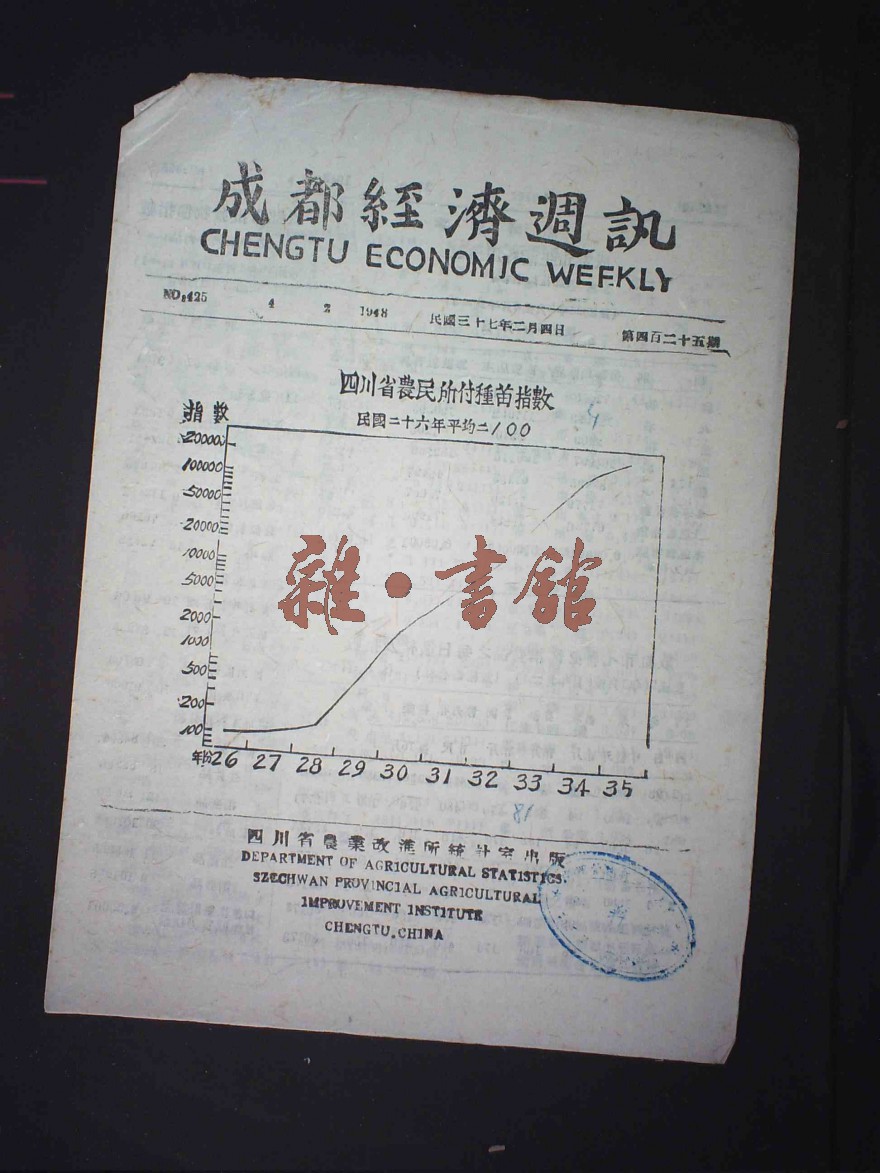 成都經濟週訊
CHENGTU ECONOMIC WEEKLY
NO.425 4 2 1948 民國三十七年二月四日 第四百二十五期
四川省農民所付種苗指數
民國二十六年平均=100
指數
20000
100000
50000
20000
10000
5000
2000
1000
500
200
100
年份26 27 28 29 30 31 32 33 34 35
雜·書館
81
四川省農業改進所統計室出版
DEPARTMENT OF AGRICULTURAL STATISTICS
SZECHWAN PROVINCIAL AGRICULTURAL
IMPROVEMENT INSTITUTE
CHENGTU.CHINA